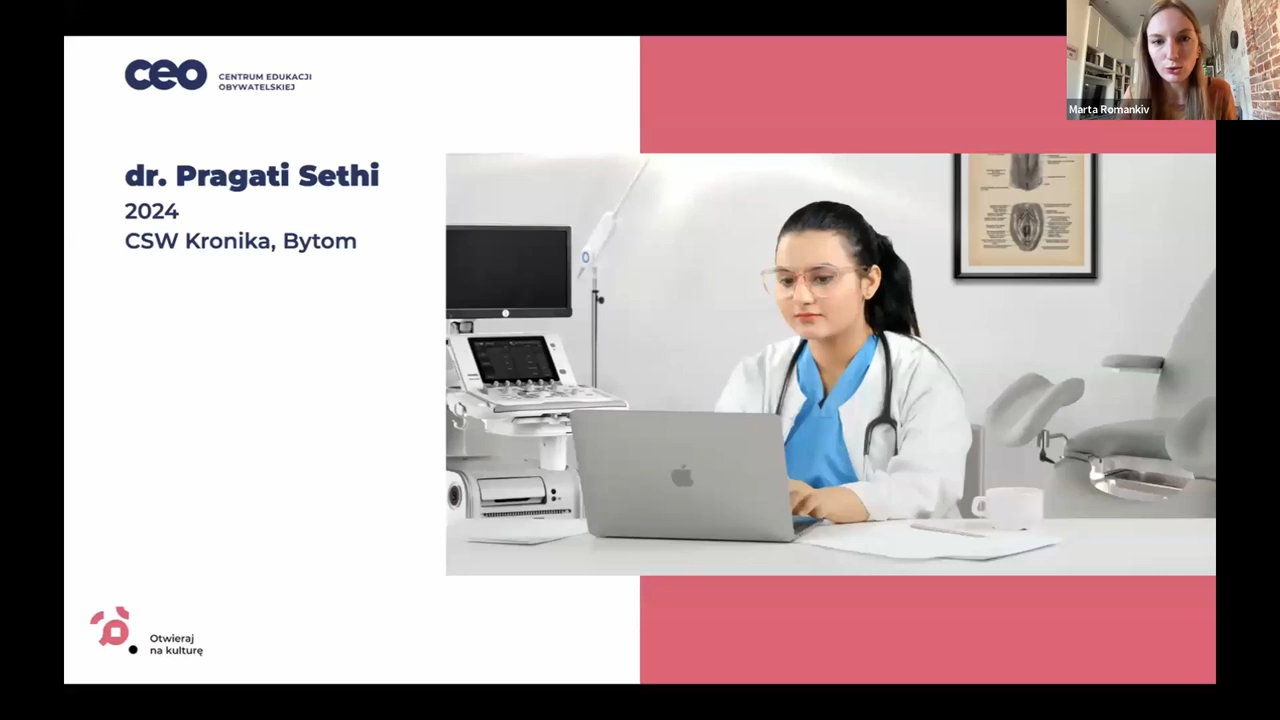 ceo
CENTRUM EDUKACJI
OBYWATELSKIEJ
dr. Pragati Sethi
2024
CSW Kronika, Bytom
Otwieraj
na kulturę
Marta Romankiv